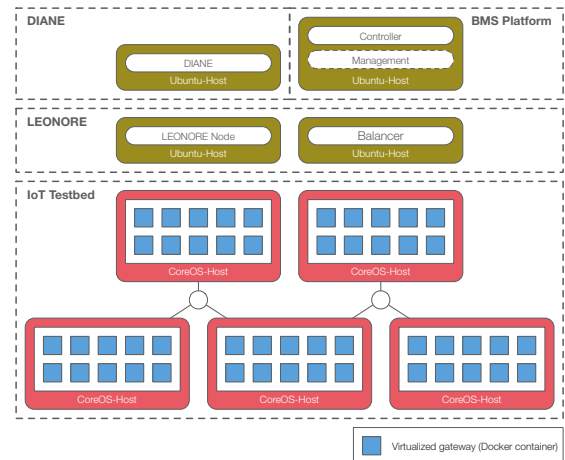 DIANE
BMS Platform
DIANE
Ubuntu-Host
Controller
Management
Ubuntu-Host
LEONORE
LEONORE Node
Ubuntu-Host
Balancer
Ubuntu-Host
IoT Testbed
CoreOS-Host
CoreOS-Host
CoreOS-Host
CoreOS-Host
CoreOS-Host
Virtualized gateway (Docker container)